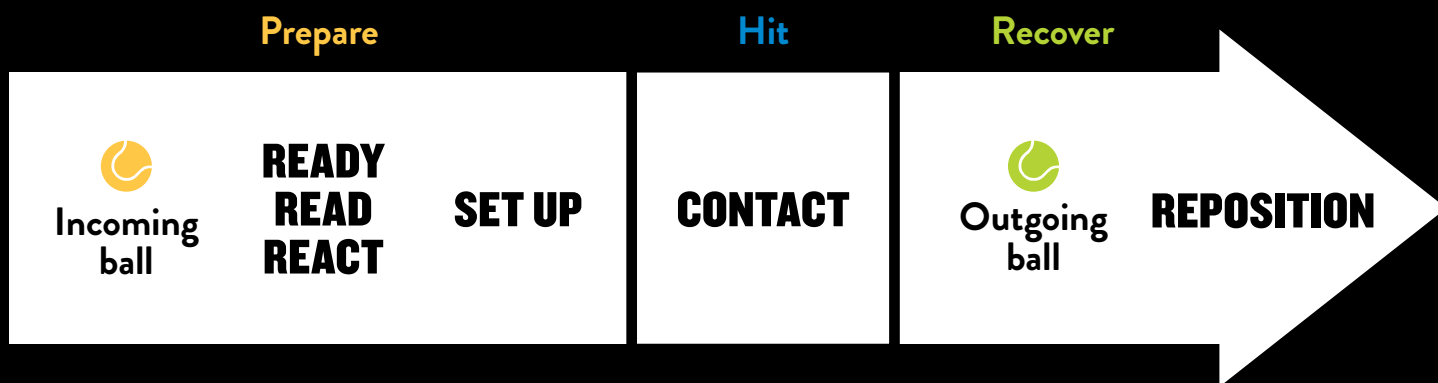 Prepare
Hit
Recover
Incoming
ball
READY
READ
REACT
SET UP
CONTACT
Outgoing
ball
REPOSITION